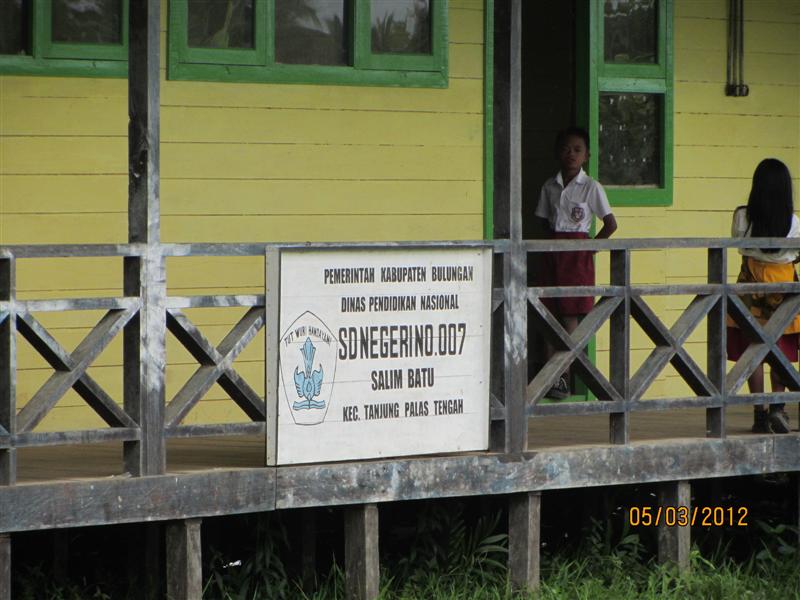 PEMERINTAH KABUPATEN BULUNGAN
DINAS PENDIDIKAN NASIONAL
TUT WURI HANDAYANI
SD NEGERI NO. 007
SALIM BATU
KEC. TANJUNG PALAS TENGAH
05/03/2012